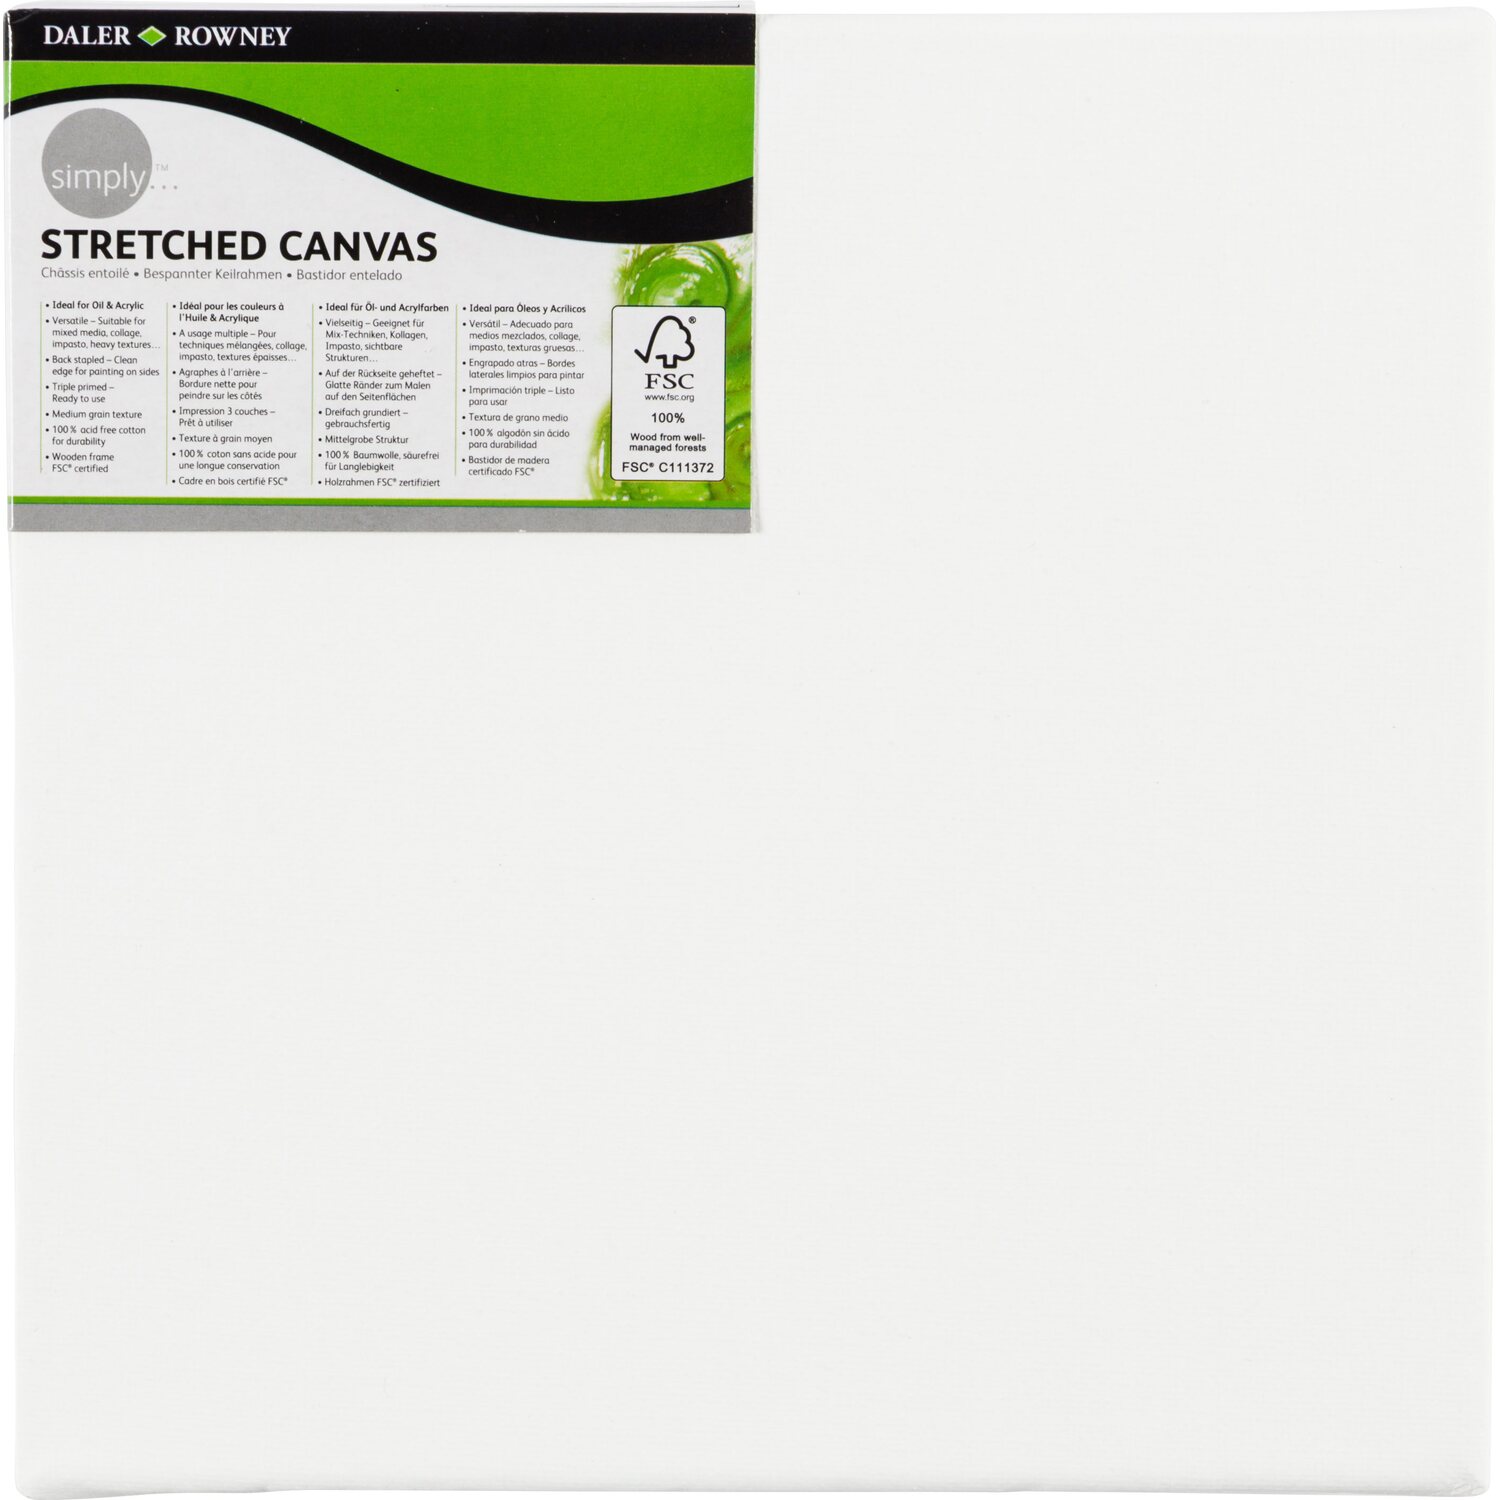 DALER ROWNEY
simply...™
STRETCHED CANVAS
Châssis entoilé • Bespannter Keilrahmen • Bastidor entelado
• Ideal for Oil & Acrylic
• Versatile – Suitable for
mixed media, collage,
impasto, heavy textures...
• Back stapled – Clean
edge for painting on sides
• Triple primed –
Ready to use
• Medium grain texture
• 100% acid free cotton
for durability
• Wooden frame
FSC® certified
• Idéal pour les couleurs à
l'Huile & Acrylique
• A usage multiple – Pour
techniques mélangées, collage,
impasto, textures épaisses...
• Agraphes à l'arrière –
Bordure nette pour
peindre sur les côtés
• Impression 3 couches –
Prêt à utiliser
• Texture à grain moyen
• 100% coton sans acide pour
une longue conservation
• Cadre en bois certifié FSC®
• Ideal für Öl- und Acrylfarben
• Vielseitig – Geeignet für
Mix-Techniken, Kollagen,
Impasto, sichtbare
Strukturen...
• Auf der Rückseite geheftet –
Glatte Ränder zum Malen
auf den Seitenflächen
• Dreifach grundiert –
gebrauchsfertig
• Mittelgrobe Struktur
• 100% Baumwolle, säurefrei
für Langlebigkeit
• Holzrahmen FSC® zertifiziert
• Ideal para Óleos y Acrílicos
• Versátil – Adecuado para
medios mezclados, collage,
impasto, texturas gruesas...
• Engrapado atras – Bordes
laterales limpios para pintar
• Imprimación triple – Listo
para usar
• Textura de grano medio
• 100% algodón sin ácido
para durabilidad
• Bastidor de madera
certificado FSC®
®
FSC
www.fsc.org
100%
Wood from well-
managed forests
FSC® C111372